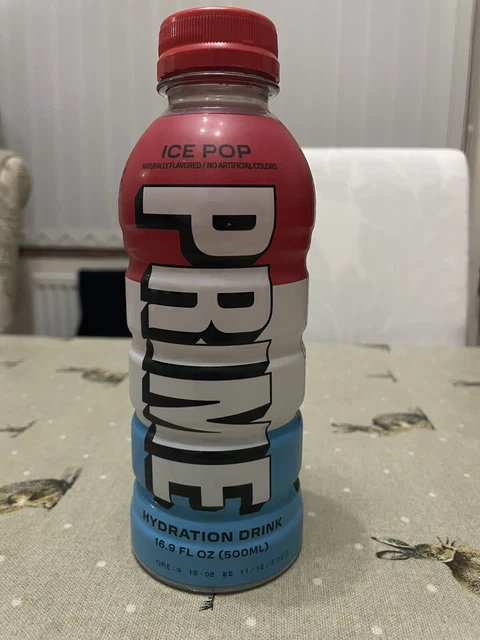 ICE POP
NATURALLY FLAVORED / NO ARTIFICIAL COLORS
PRIME
HYDRATION DRINK
16.9 FL OZ (500ML)